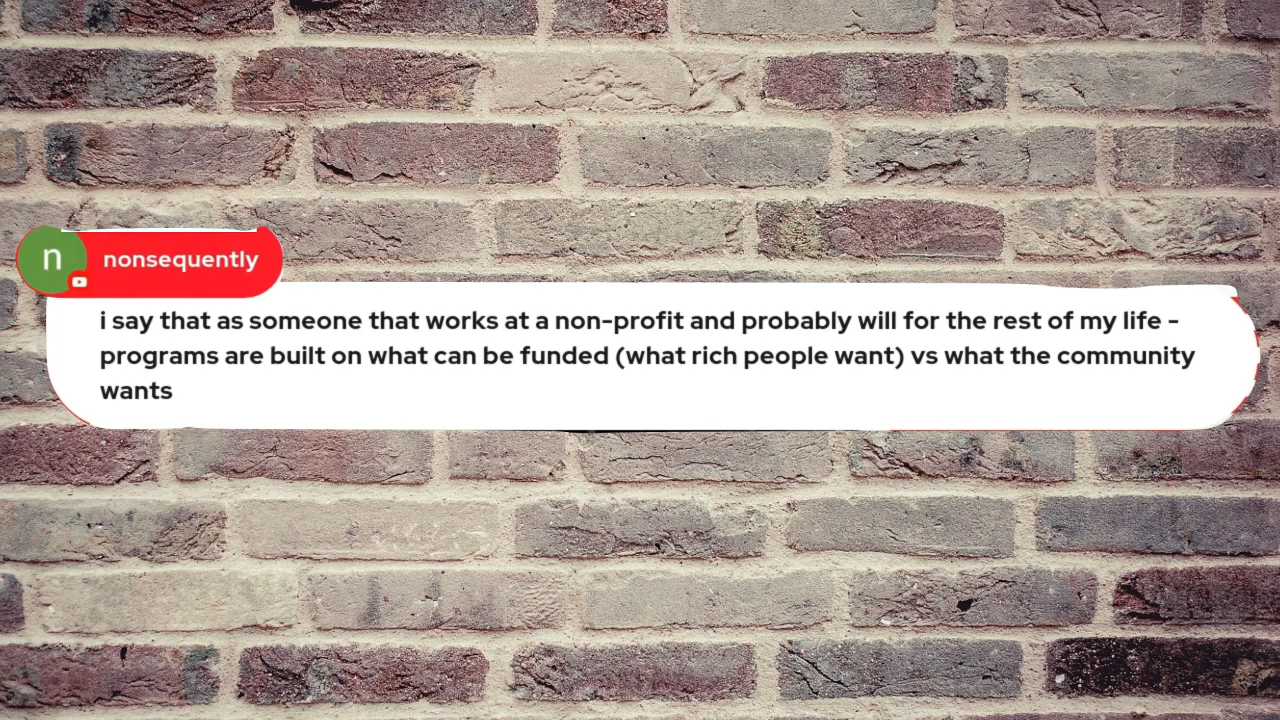 n
nonsequently
i say that as someone that works at a non-profit and probably will for the rest of my life -
programs are built on what can be funded (what rich people want) vs what the community
wants